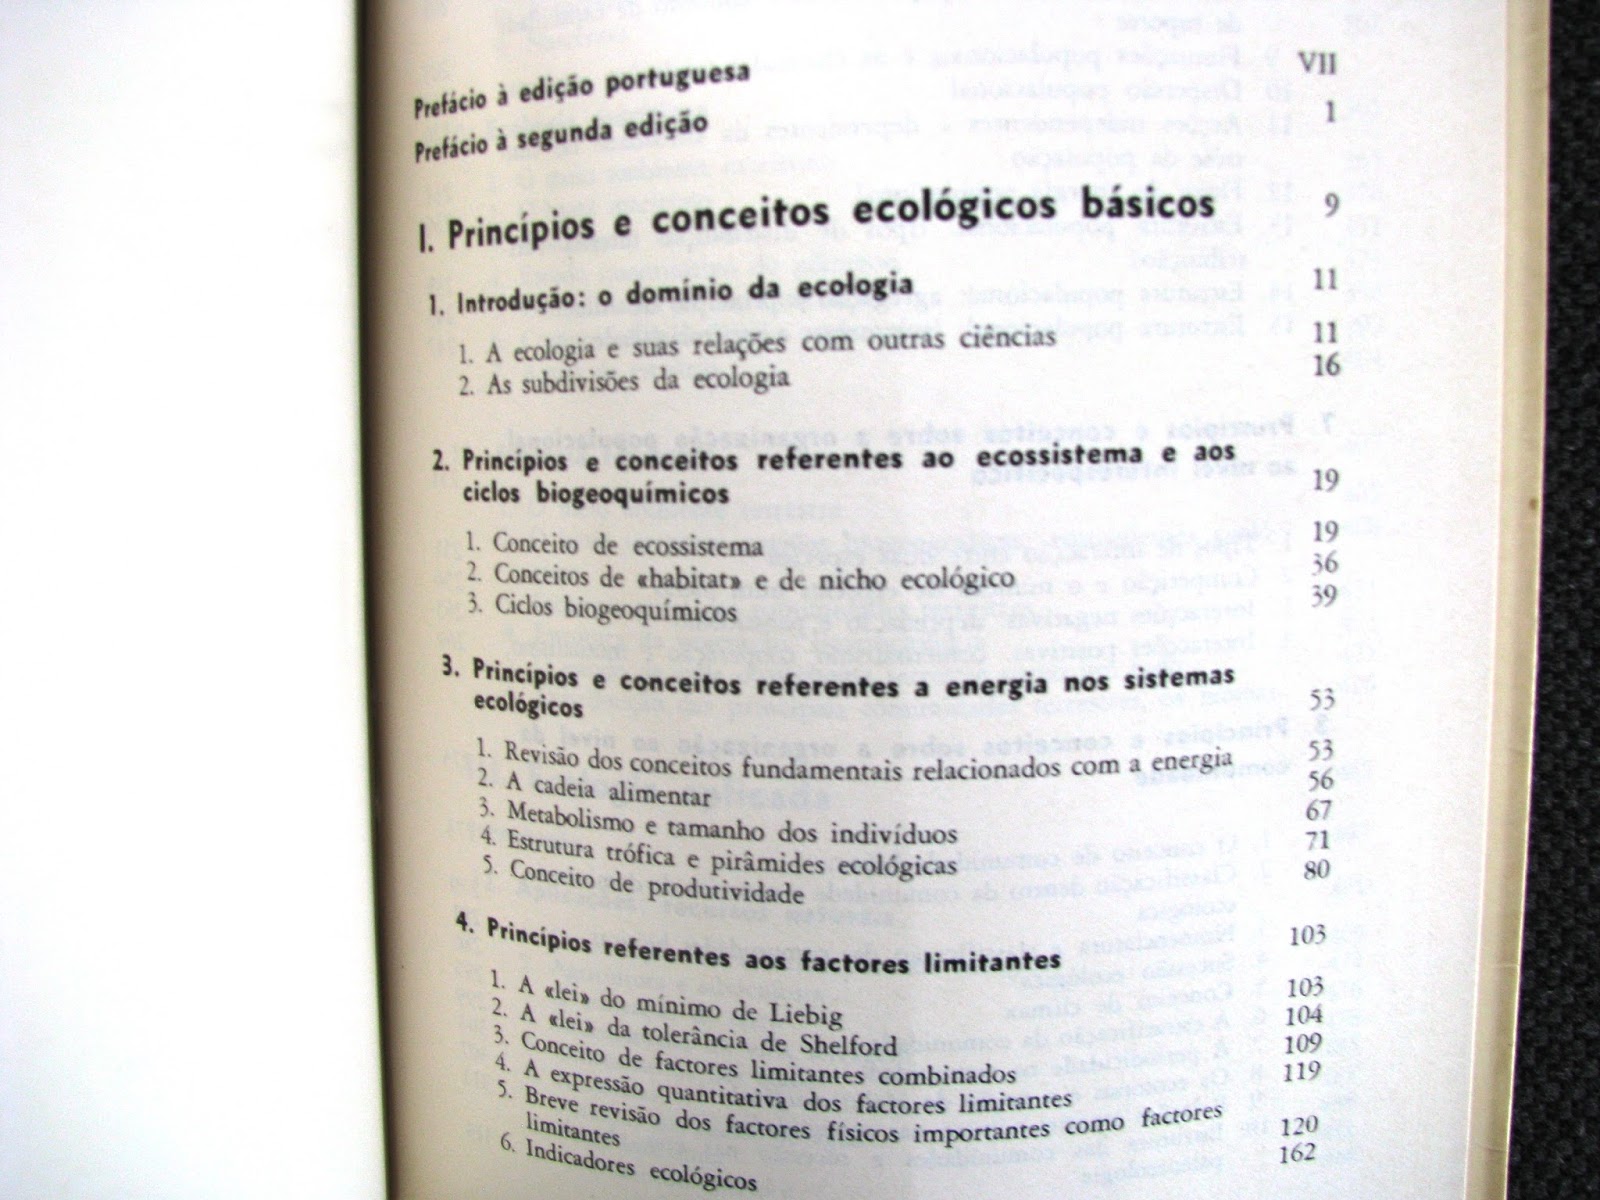 Prefácio à edição portuguesa VII
Prefácio à segunda edição 1
I. Princípios e conceitos ecológicos básicos 9
1. Introdução: o domínio da ecologia 11
1. A ecologia e suas relações com outras ciências 11
2. As subdivisões da ecologia 16
2. Princípios e conceitos referentes ao ecossistema e aos
ciclos biogeoquímicos 19
1. Conceito de ecossistema 19
2. Conceitos de «habitat» e de nicho ecológico 36
3. Ciclos biogeoquímicos 39
3. Princípios e conceitos referentes a energia nos sistemas
ecológicos 53
1. Revisão dos conceitos fundamentais relacionados com a energia 53
2. A cadeia alimentar 56
3. Metabolismo e tamanho dos indivíduos 67
4. Estrutura trófica e pirâmides ecológicas 71
5. Conceito de produtividade 80
4. Princípios referentes aos factores limitantes 103
1. A «lei» do mínimo de Liebig 103
2. A «lei» da tolerância de Shelford 104
3. Conceito de factores limitantes combinados 109
4. A expressão quantitativa dos factores limitantes 119
5. Breve revisão dos factores físicos importantes como factores
limitantes 120
6. Indicadores ecológicos 162